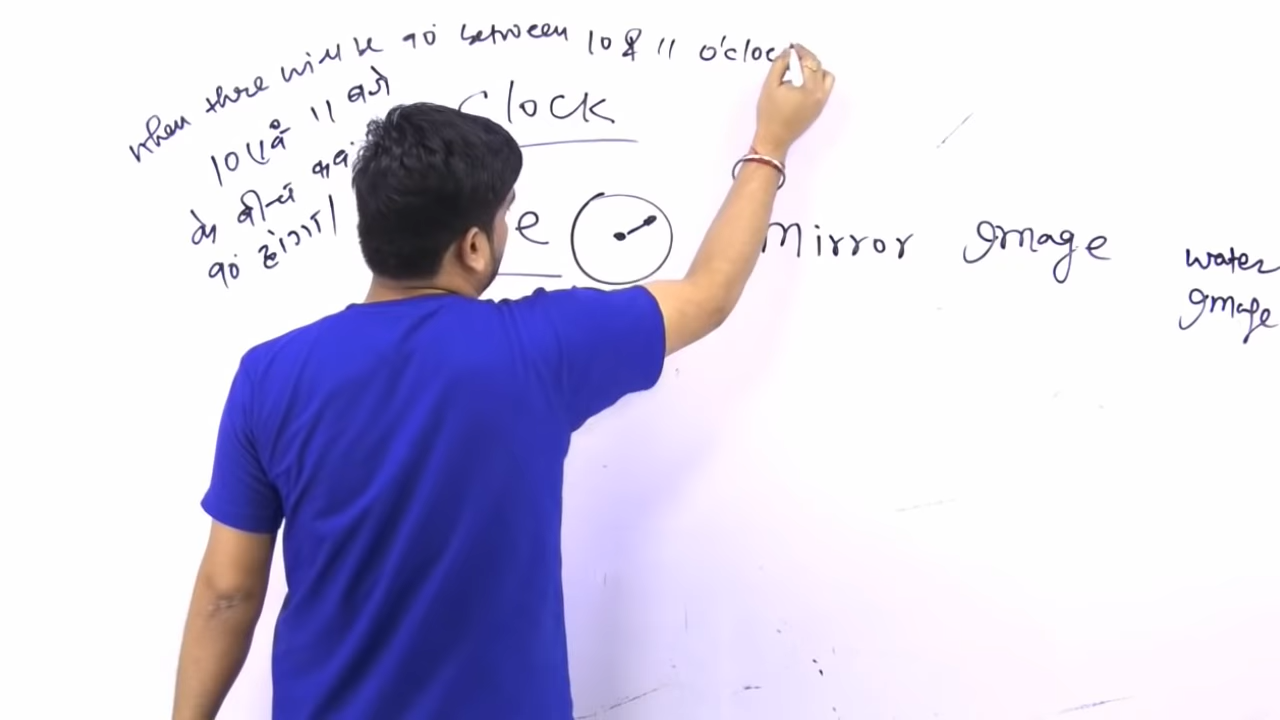 when there will be 90 between 10 & 11 o'cloc
10 एवं 11 बजे
के बीच कब
90 होगा।
Clock
e
mirror Image
water
Image